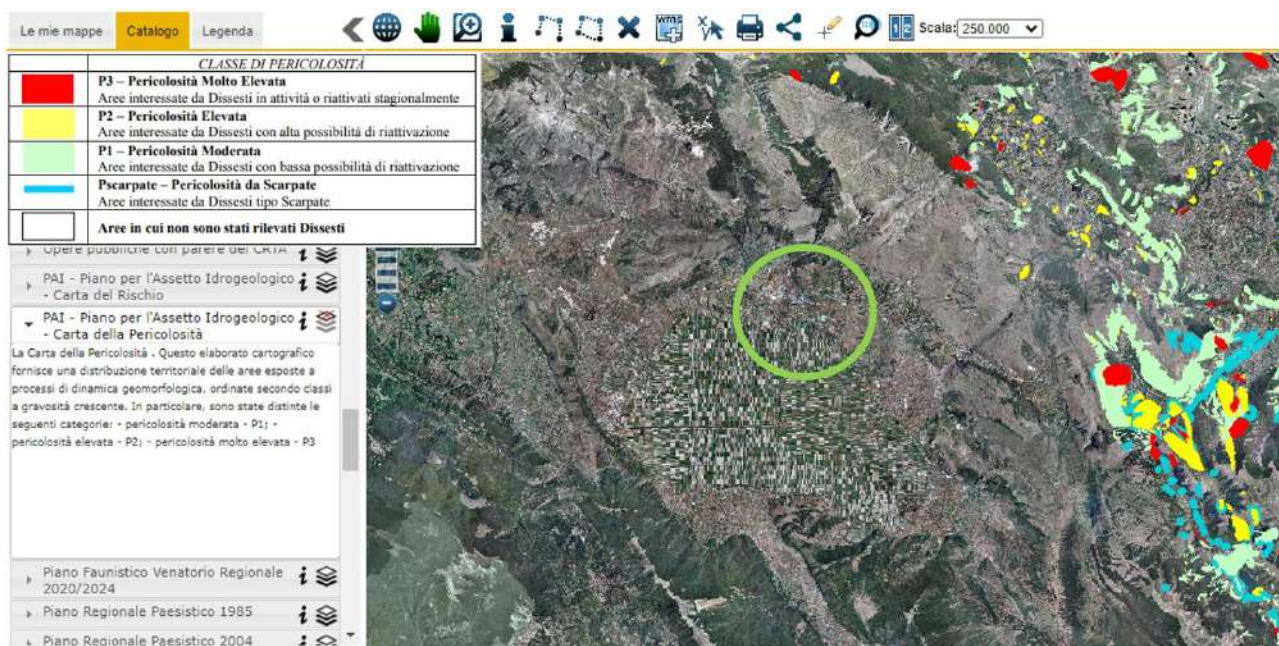 Le mie mappe
Catalogo
Legenda
wms
Scala: 250.000
CLASSE DI PERICOLOSITÀ
P3 – Pericolosità Molto Elevata
Aree interessate da Dissesti in attività o riattivati stagionalmente
P2 – Pericolosità Elevata
Aree interessate da Dissesti con alta possibilità di riattivazione
P1 – Pericolosità Moderata
Aree interessate da Dissesti con bassa possibilità di riattivazione
Pscarpate – Pericolosità da Scarpate
Aree interessate da Dissesti tipo Scarpate
Aree in cui non sono stati rilevati Dissesti
Opere pubbliche con parere del CRTA
PAI - Piano per l'Assetto Idrogeologico
- Carta del Rischio
PAI - Piano per l'Assetto Idrogeologico
- Carta della Pericolosità
La Carta della Pericolosità . Questo elaborato cartografico
fornisce una distribuzione territoriale delle aree esposte a
processi di dinamica geomorfologica, ordinate secondo classi
a gravosità crescente. In particolare, sono state distinte le
seguenti categorie: - pericolosità moderata - P1; -
pericolosità elevata - P2; - pericolosità molto elevata - P3
Piano Faunistico Venatorio Regionale
2020/2024
Piano Regionale Paesistico 1985
Piano Regionale Paesistico 2004